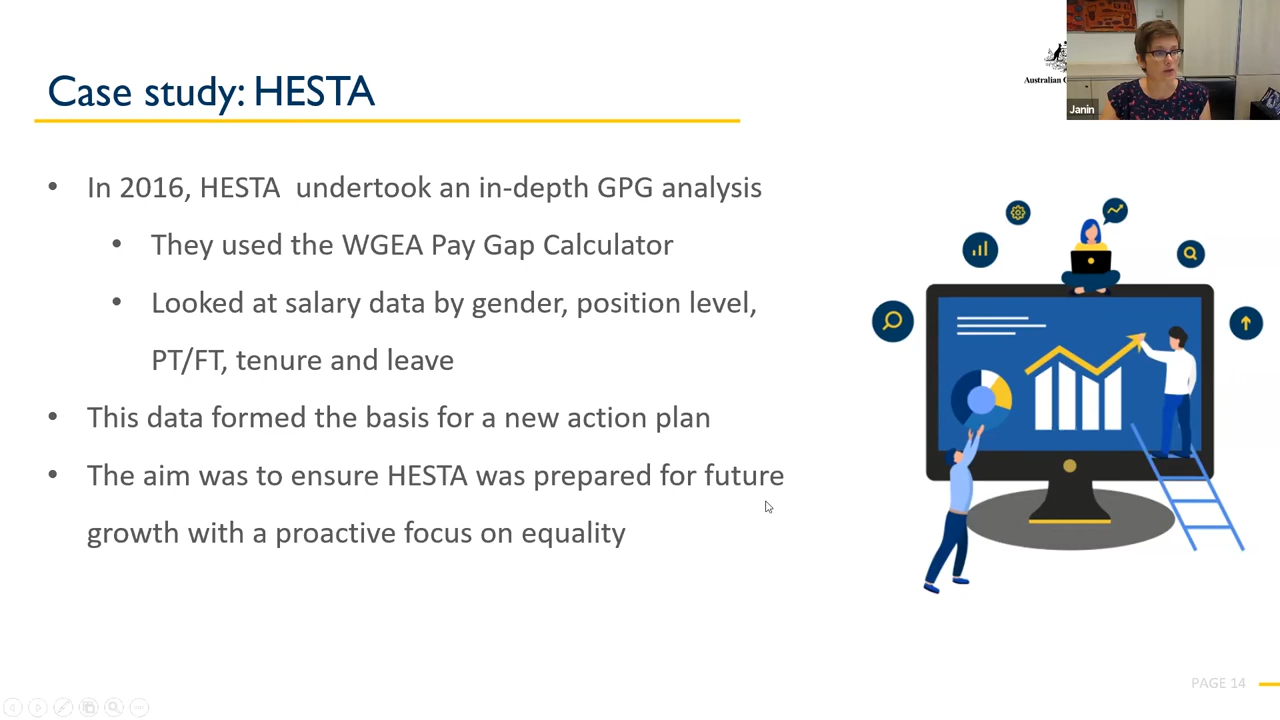 Australian
Janin
Case study: HESTA
• In 2016, HESTA  undertook an in-depth GPG analysis
• They used the WGEA Pay Gap Calculator
• Looked at salary data by gender, position level,
PT/FT, tenure and leave
• This data formed the basis for a new action plan
• The aim was to ensure HESTA was prepared for future
growth with a proactive focus on equality
PAGE 14